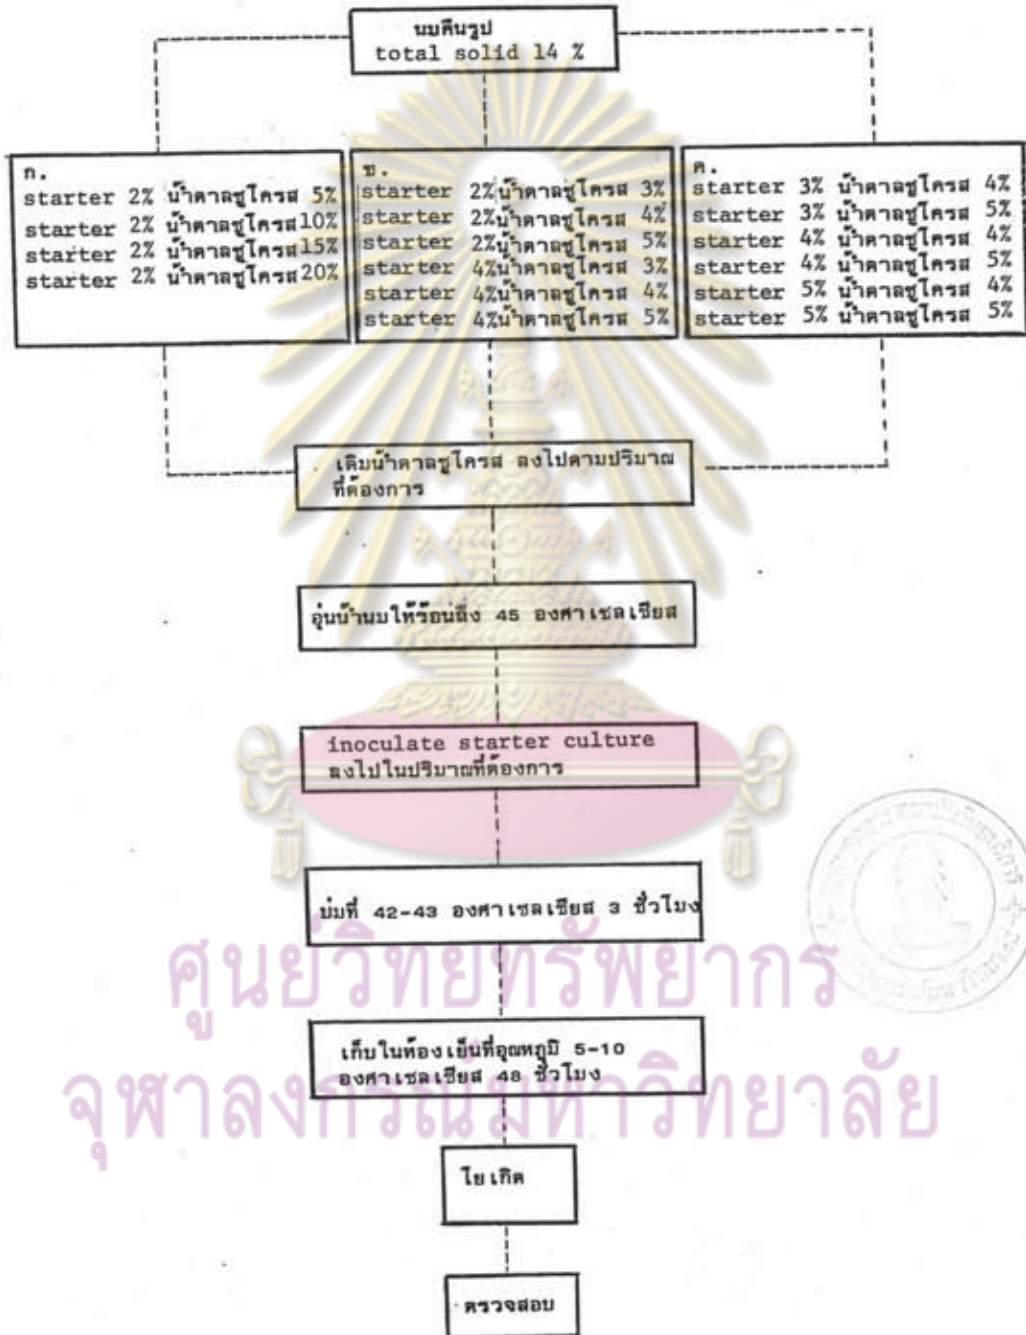 นมคืนรูป
total solid 14 %
ก.
starter 2% น้ำตาลซูโครส 5%
starter 2% น้ำตาลซูโครส 10%
starter 2% น้ำตาลซูโครส 15%
starter 2% น้ำตาลซูโครส 20%
ข.
starter 2% น้ำตาลซูโครส 3%
starter 2% น้ำตาลซูโครส 4%
starter 2% น้ำตาลซูโครส 5%
starter 4% น้ำตาลซูโครส 3%
starter 4% น้ำตาลซูโครส 4%
starter 4% น้ำตาลซูโครส 5%
ค.
starter 3% น้ำตาลซูโครส 4%
starter 3% น้ำตาลซูโครส 5%
starter 4% น้ำตาลซูโครส 4%
starter 4% น้ำตาลซูโครส 5%
starter 5% น้ำตาลซูโครส 4%
starter 5% น้ำตาลซูโครส 5%
เติมน้ำตาลซูโครส ลงไปตามปริมาณ
ที่ต้องการ
อุ่นน้ำนมให้ร้อนถึง 45 องศาเซลเซียส
inoculate starter culture
ลงไปในปริมาณที่ต้องการ
บ่มที่ 42-43 องศาเซลเซียส 3 ชั่วโมง
ศูนย์วิทยทรัพยากร
เก็บในห้องเย็นที่อุณหภูมิ 5-10
องศาเซลเซียส 48 ชั่วโมง
จุฬาลงกรณ์มหาวิทยาลัย
โยเกิต
ตรวจสอบ